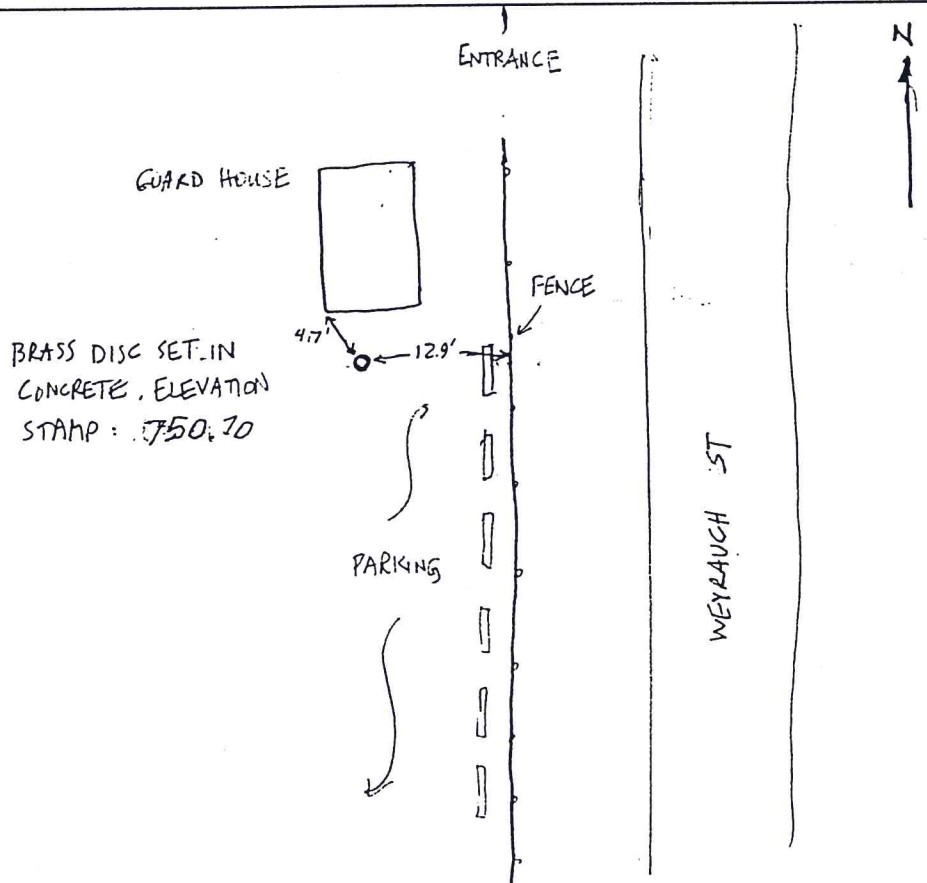 ENTRANCE
N
GUARD HOUSE
FENCE
4.7'
12.9'
BRASS DISC SET IN
CONCRETE. ELEVATION
STAMP: 750.10
PARKING
WEYRAUCH ST